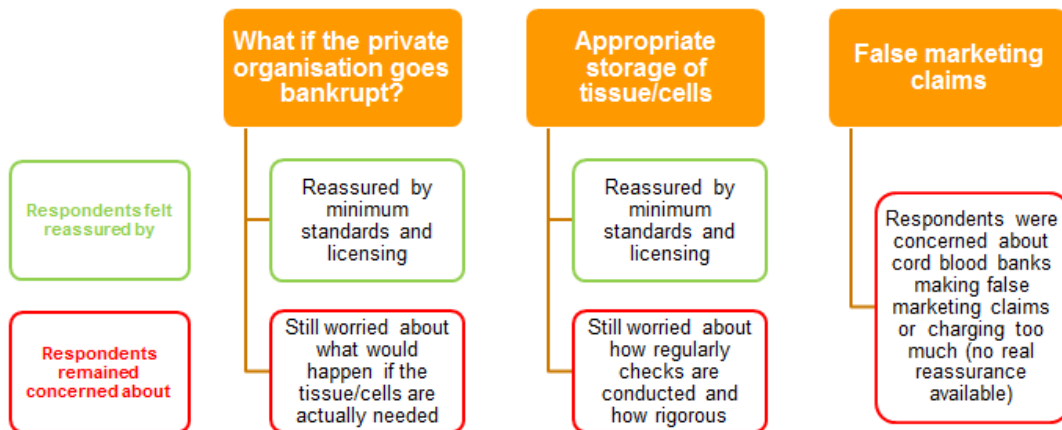 What if the private
organisation goes
bankrupt?
Appropriate
storage of
tissue/cells
False marketing
claims
Respondents felt
reassured by
Reassured by
minimum
standards and
licensing
Reassured by
minimum
standards and
licensing
Respondents were
concerned about
cord blood banks
making false
marketing claims
or charging too
much (no real
reassurance
available)
Respondents
remained
concerned about
Still worried about
what would
happen if the
tissue/cells are
actually needed
Still worried about
how regularly
checks are
conducted and
how rigorous